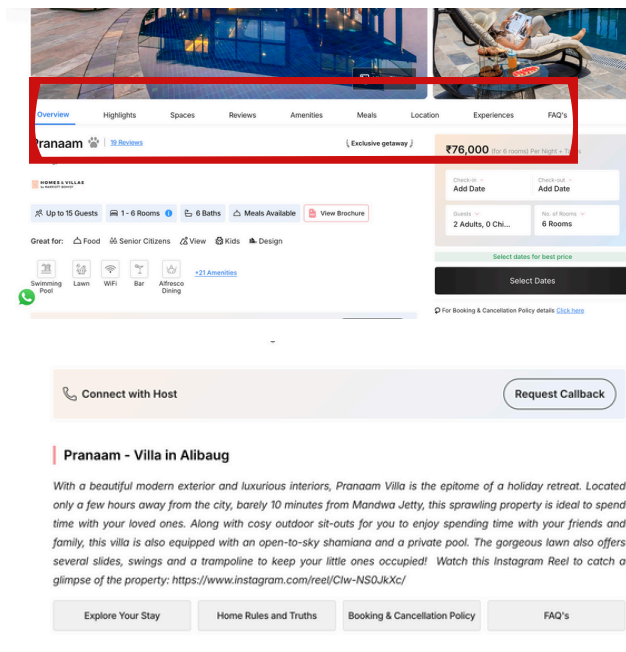 Overview Highlights Spaces Reviews Amenities Meals Location Experiences FAQ's
Pranaam 19 Reviews Exclusive getaway
₹76,000 (for 6 rooms) Per Night +
HOMES & VILLAS
BY MARRIOTT BONVOY
Check-in Check-out
Add Date Add Date
Up to 15 Guests 1 - 6 Rooms 6 Baths Meals Available View Brochure
Guests No. of Rooms
2 Adults, 0 Chi... 6 Rooms
Great for: Food Senior Citizens View Kids Design
Select dates for best price
Swimming Pool Lawn WiFi Bar Alfresco Dining +21 Amenities
Select Dates
For Booking & Cancellation Policy details Click here
Connect with Host Request Callback
Pranaam - Villa in Alibaug
With a beautiful modern exterior and luxurious interiors, Pranaam Villa is the epitome of a holiday retreat. Located
only a few hours away from the city, barely 10 minutes from Mandwa Jetty, this sprawling property is ideal to spend
time with your loved ones. Along with cosy outdoor sit-outs for you to enjoy spending time with your friends and
family, this villa is also equipped with an open-to-sky shamiana and a private pool. The gorgeous lawn also offers
several slides, swings and a trampoline to keep your little ones occupied! Watch this Instagram Reel to catch a
glimpse of the property: https://www.instagram.com/reel/Clw-NS0JkXc/
Explore Your Stay Home Rules and Truths Booking & Cancellation Policy FAQ's